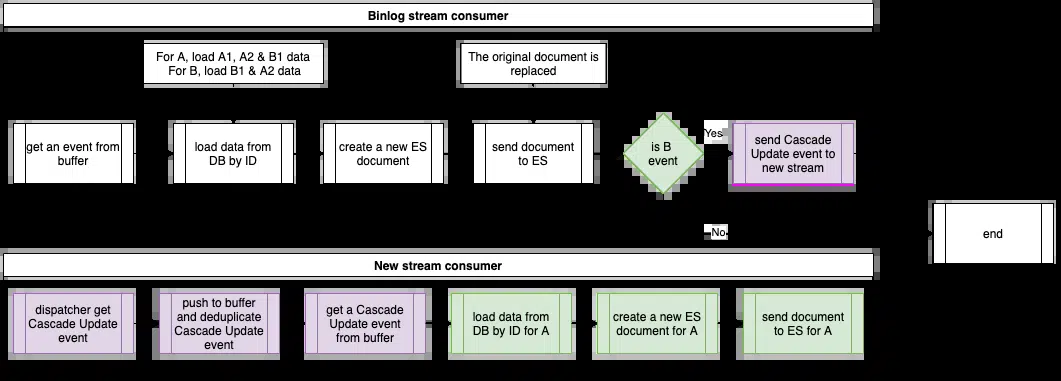 Binlog stream consumer
For A, load A1, A2 & B1 data
For B, load B1 & A2 data
The original document is
replaced
get an event from
buffer
load data from
DB by ID
create a new ES
document
send document
to ES
is B
event
Yes
send Cascade
Update event to
new stream
No
end
New stream consumer
dispatcher get
Cascade Update
event
push to buffer
and deduplicate
Cascade Update
event
get a Cascade
Update event
from buffer
load data from
DB by ID for A
create a new ES
document for A
send document
to ES for A